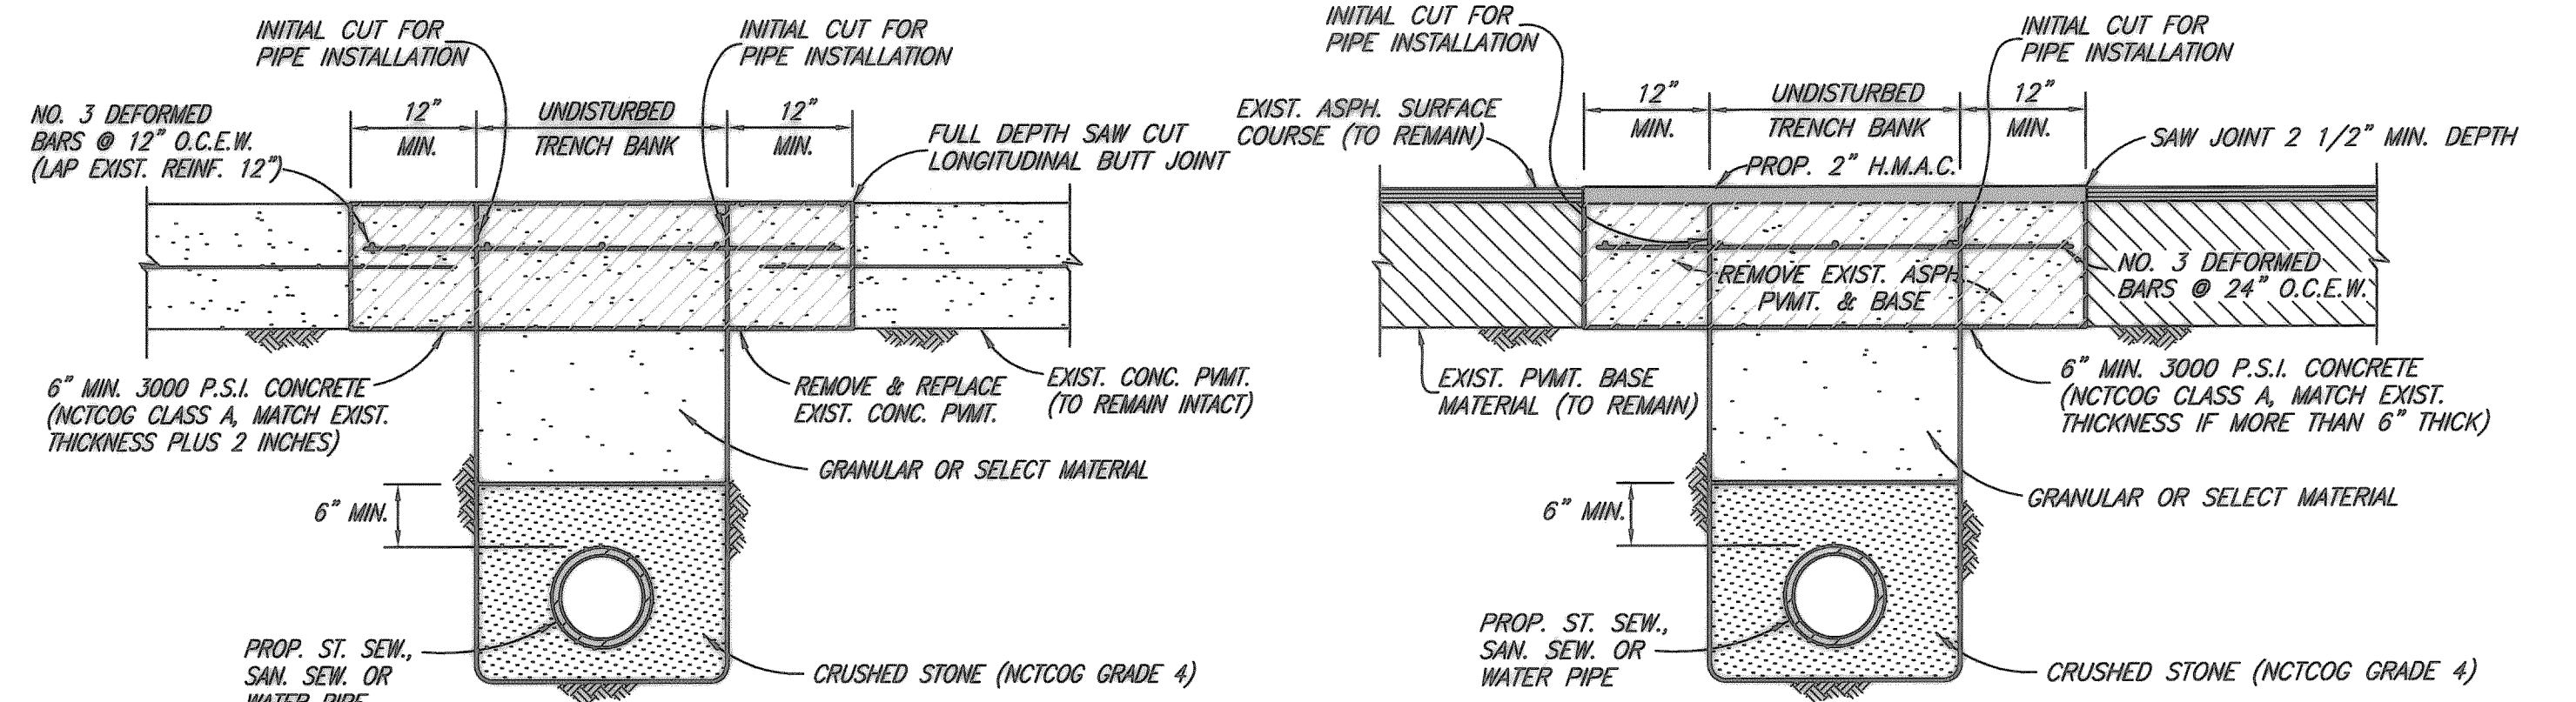 INITIAL CUT FOR
PIPE INSTALLATION
INITIAL CUT FOR
PIPE INSTALLATION
NO. 3 DEFORMED
BARS @ 12" O.C.E.W.
(LAP EXIST. REINF. 12")
12"
MIN.
UNDISTURBED
TRENCH BANK
12"
MIN.
FULL DEPTH SAW CUT
LONGITUDINAL BUTT JOINT
6" MIN. 3000 P.S.I. CONCRETE
(NCTCOG CLASS A, MATCH EXIST.
THICKNESS PLUS 2 INCHES)
REMOVE & REPLACE
EXIST. CONC. PVMT.
EXIST. CONC. PVMT.
(TO REMAIN INTACT)
GRANULAR OR SELECT MATERIAL
6" MIN.
PROP. ST. SEW.,
SAN. SEW. OR
WATER PIPE
CRUSHED STONE (NCTCOG GRADE 4)
INITIAL CUT FOR
PIPE INSTALLATION
INITIAL CUT FOR
PIPE INSTALLATION
EXIST. ASPH. SURFACE
COURSE (TO REMAIN)
12"
MIN.
UNDISTURBED
TRENCH BANK
12"
MIN.
SAW JOINT 2 1/2" MIN. DEPTH
PROP. 2" H.M.A.C.
REMOVE EXIST. ASPH.
PVMT. & BASE
NO. 3 DEFORMED
BARS @ 24" O.C.E.W.
EXIST. PVMT. BASE
MATERIAL (TO REMAIN)
6" MIN. 3000 P.S.I. CONCRETE
(NCTCOG CLASS A, MATCH EXIST.
THICKNESS IF MORE THAN 6" THICK)
GRANULAR OR SELECT MATERIAL
6" MIN.
PROP. ST. SEW.,
SAN. SEW. OR
WATER PIPE
CRUSHED STONE (NCTCOG GRADE 4)